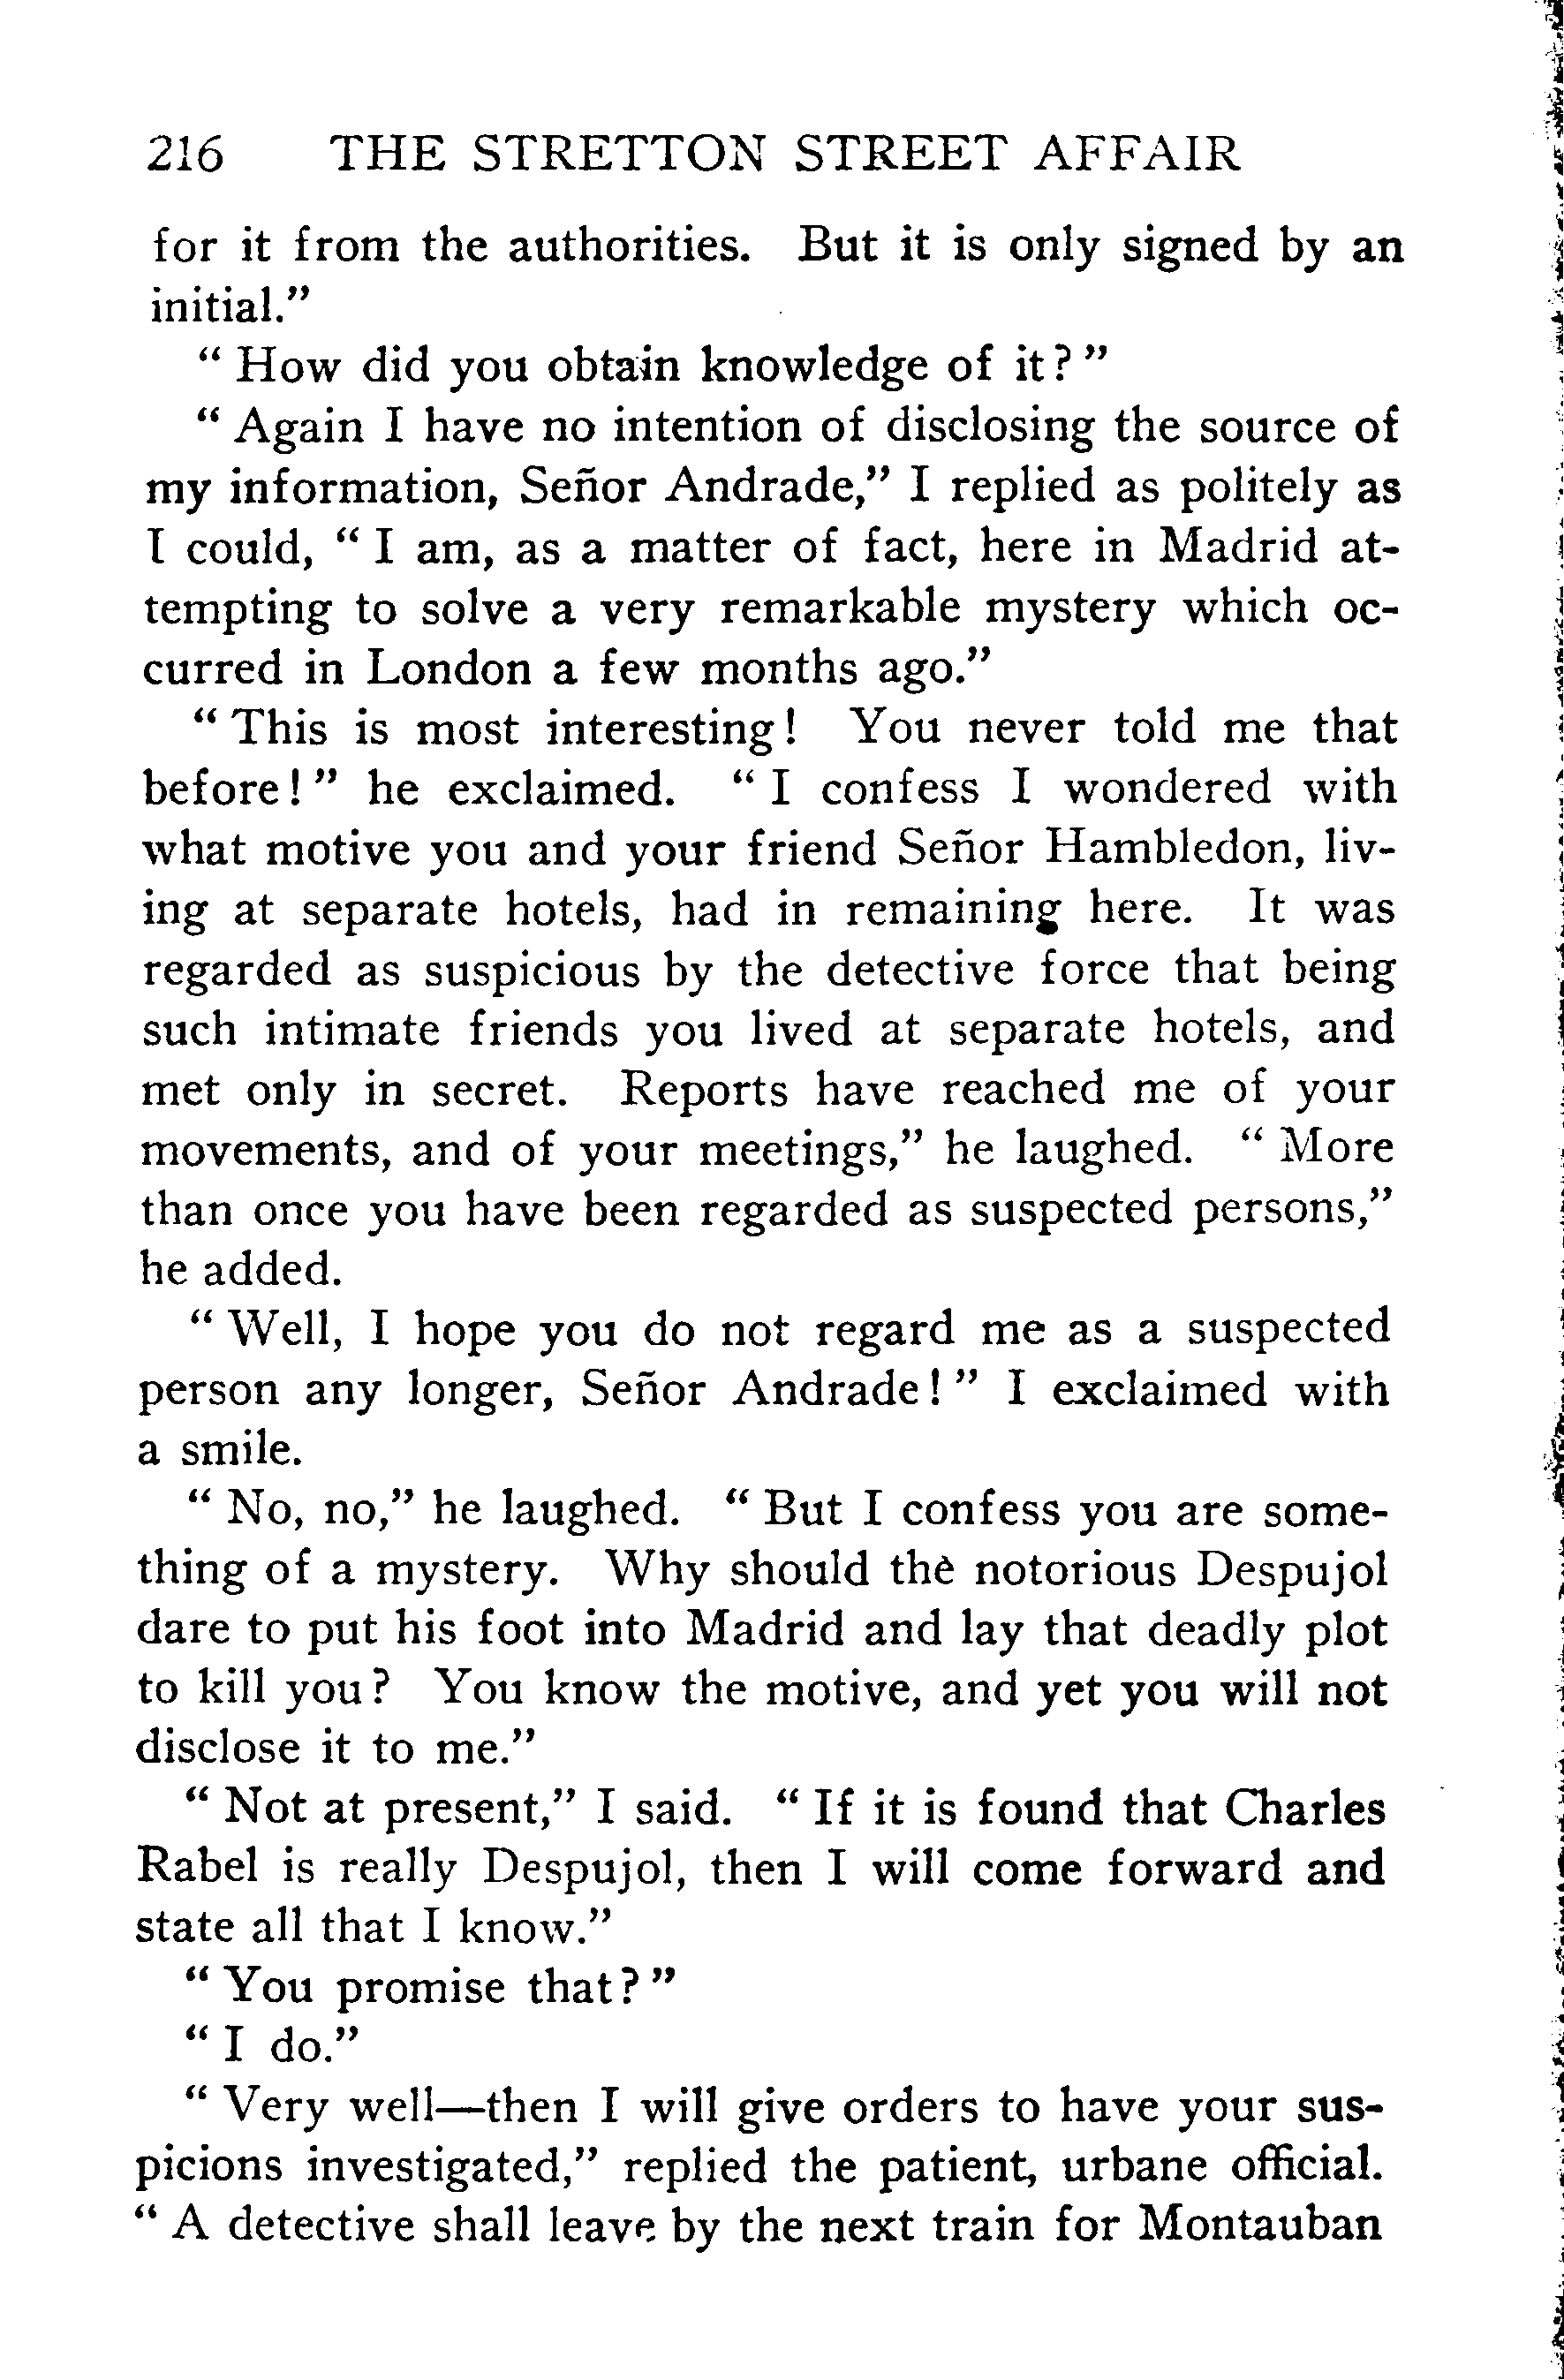 216 THE STRETTON STREET AFFAIR
for it from the authorities. But it is only signed by an
initial."
" How did you obtain knowledge of it? "
" Again I have no intention of disclosing the source of
my information, Señor Andrade," I replied as politely as
I could, " I am, as a matter of fact, here in Madrid at-
tempting to solve a very remarkable mystery which oc-
curred in London a few months ago."
" This is most interesting! You never told me that
before! " he exclaimed. " I confess I wondered with
what motive you and your friend Señor Hambledon, liv-
ing at separate hotels, had in remaining here. It was
regarded as suspicious by the detective force that being
such intimate friends you lived at separate hotels, and
met only in secret. Reports have reached me of your
movements, and of your meetings," he laughed. " More
than once you have been regarded as suspected persons,"
he added.
" Well, I hope you do not regard me as a suspected
person any longer, Señor Andrade! " I exclaimed with
a smile.
" No, no," he laughed. " But I confess you are some-
thing of a mystery. Why should the notorious Despujol
dare to put his foot into Madrid and lay that deadly plot
to kill you? You know the motive, and yet you will not
disclose it to me."
" Not at present," I said. " If it is found that Charles
Rabel is really Despujol, then I will come forward and
state all that I know."
" You promise that? "
" I do."
" Very well—then I will give orders to have your sus-
picions investigated," replied the patient, urbane official.
" A detective shall leave by the next train for Montauban